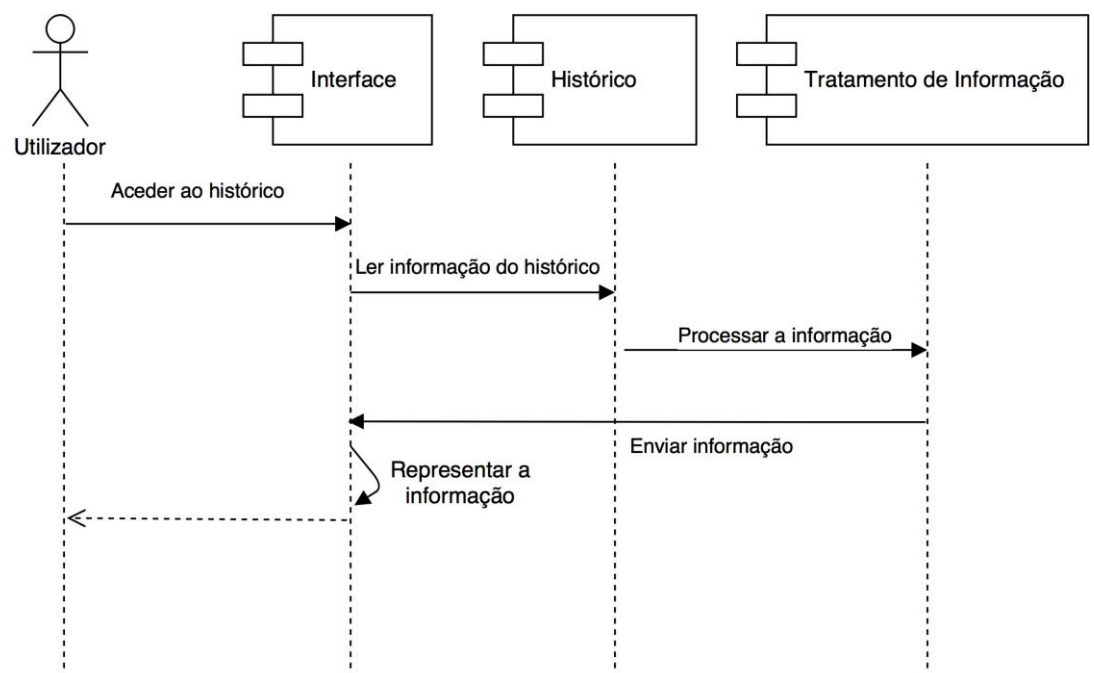 Interface
Histórico
Tratamento de Informação
Utilizador
Aceder ao histórico
Ler informação do histórico
Processar a informação
Enviar informação
Representar a
informação